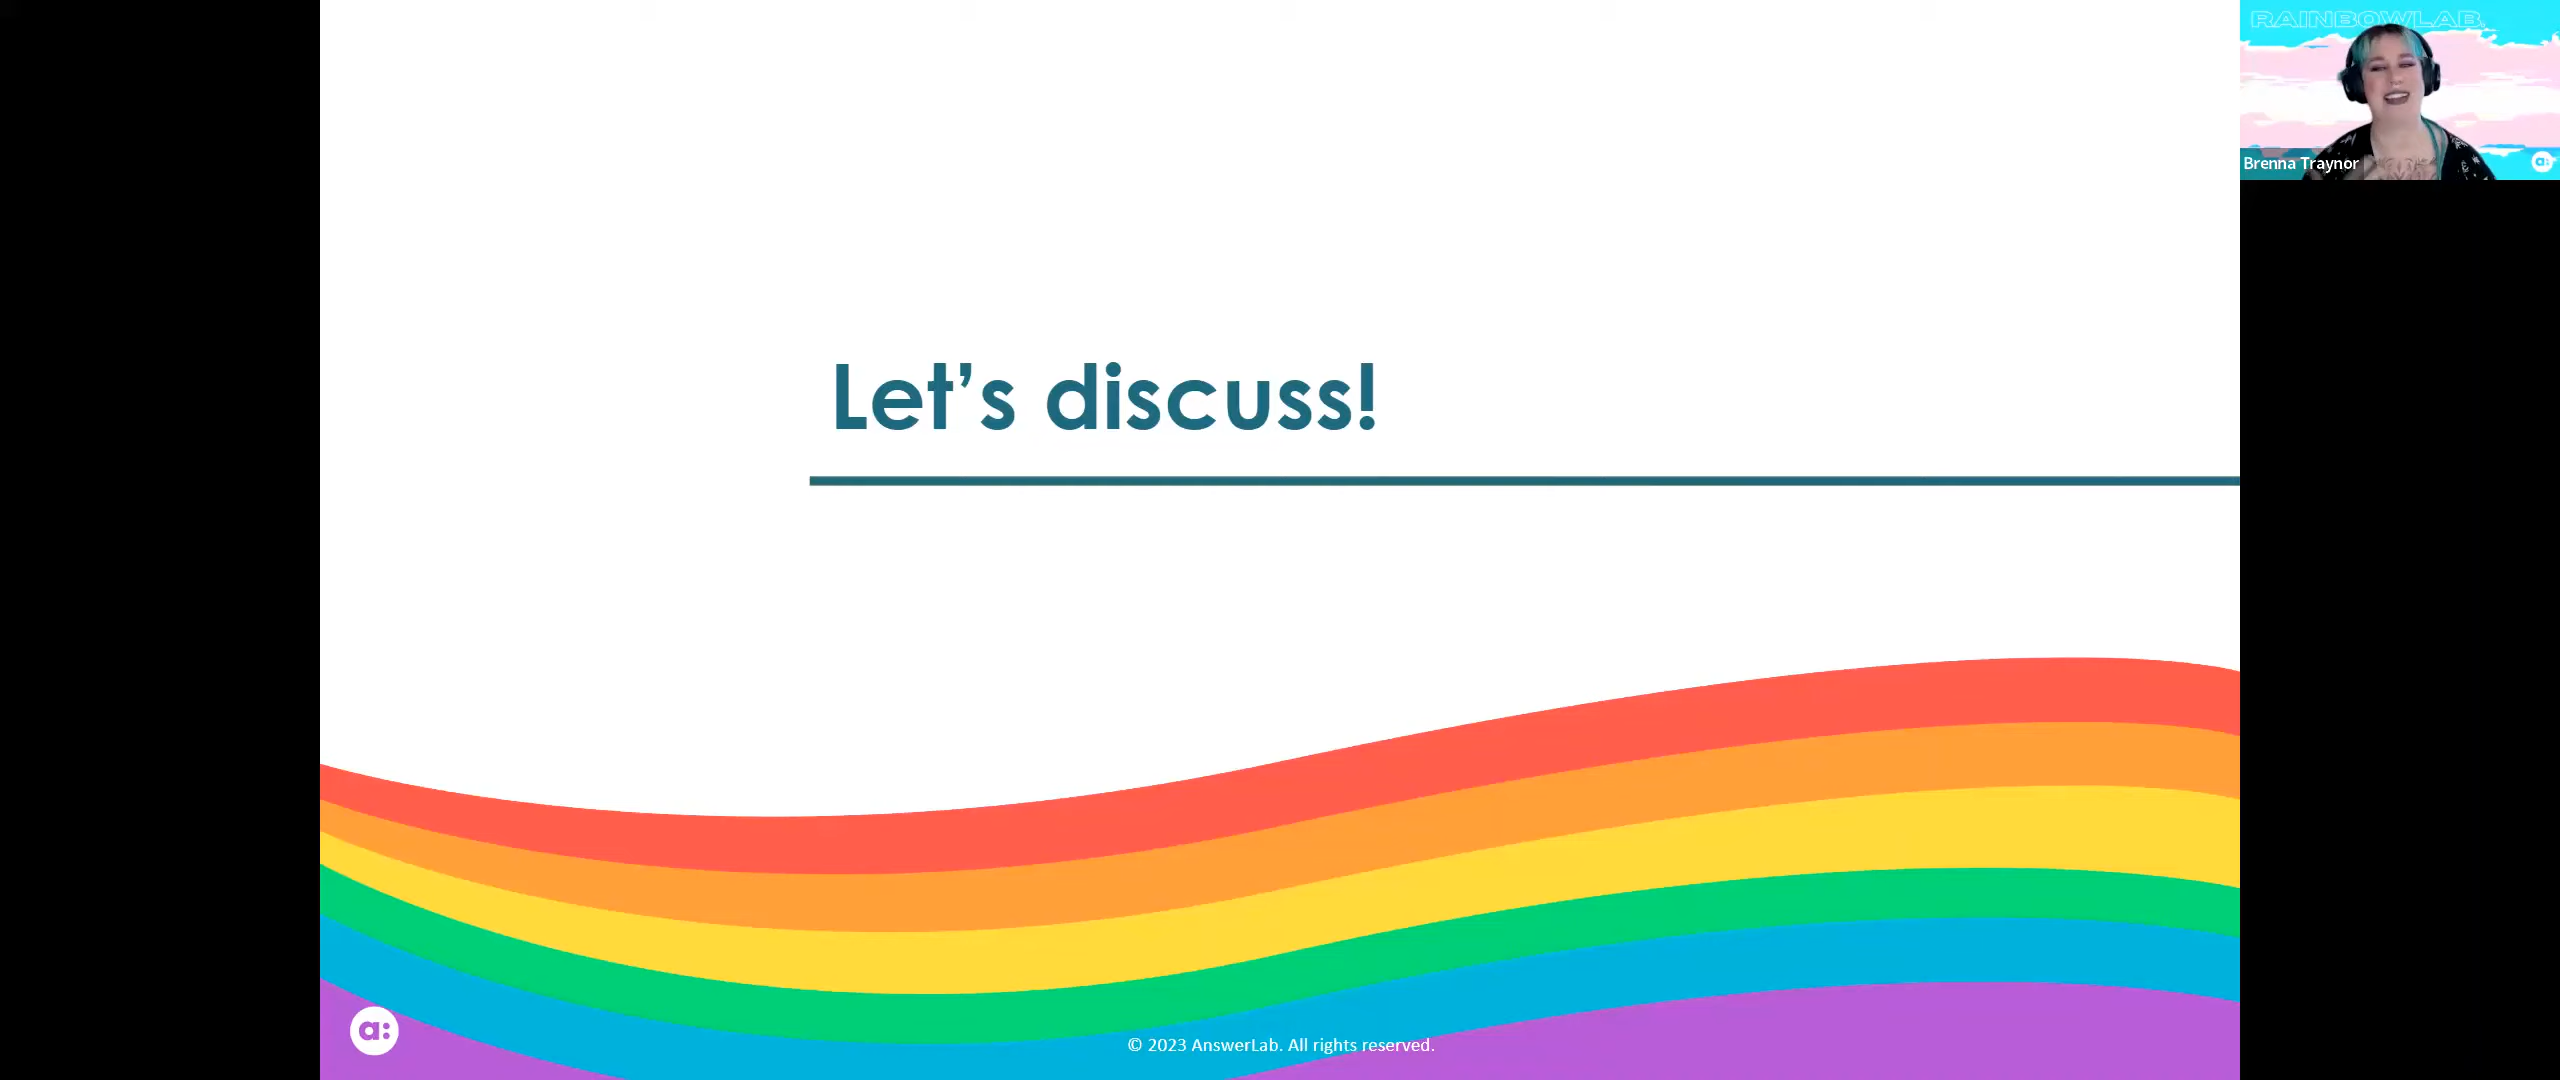 RAINBOWLAB.
Brenna Traynor
a:
Let’s discuss!
a:
© 2023 AnswerLab. All rights reserved.